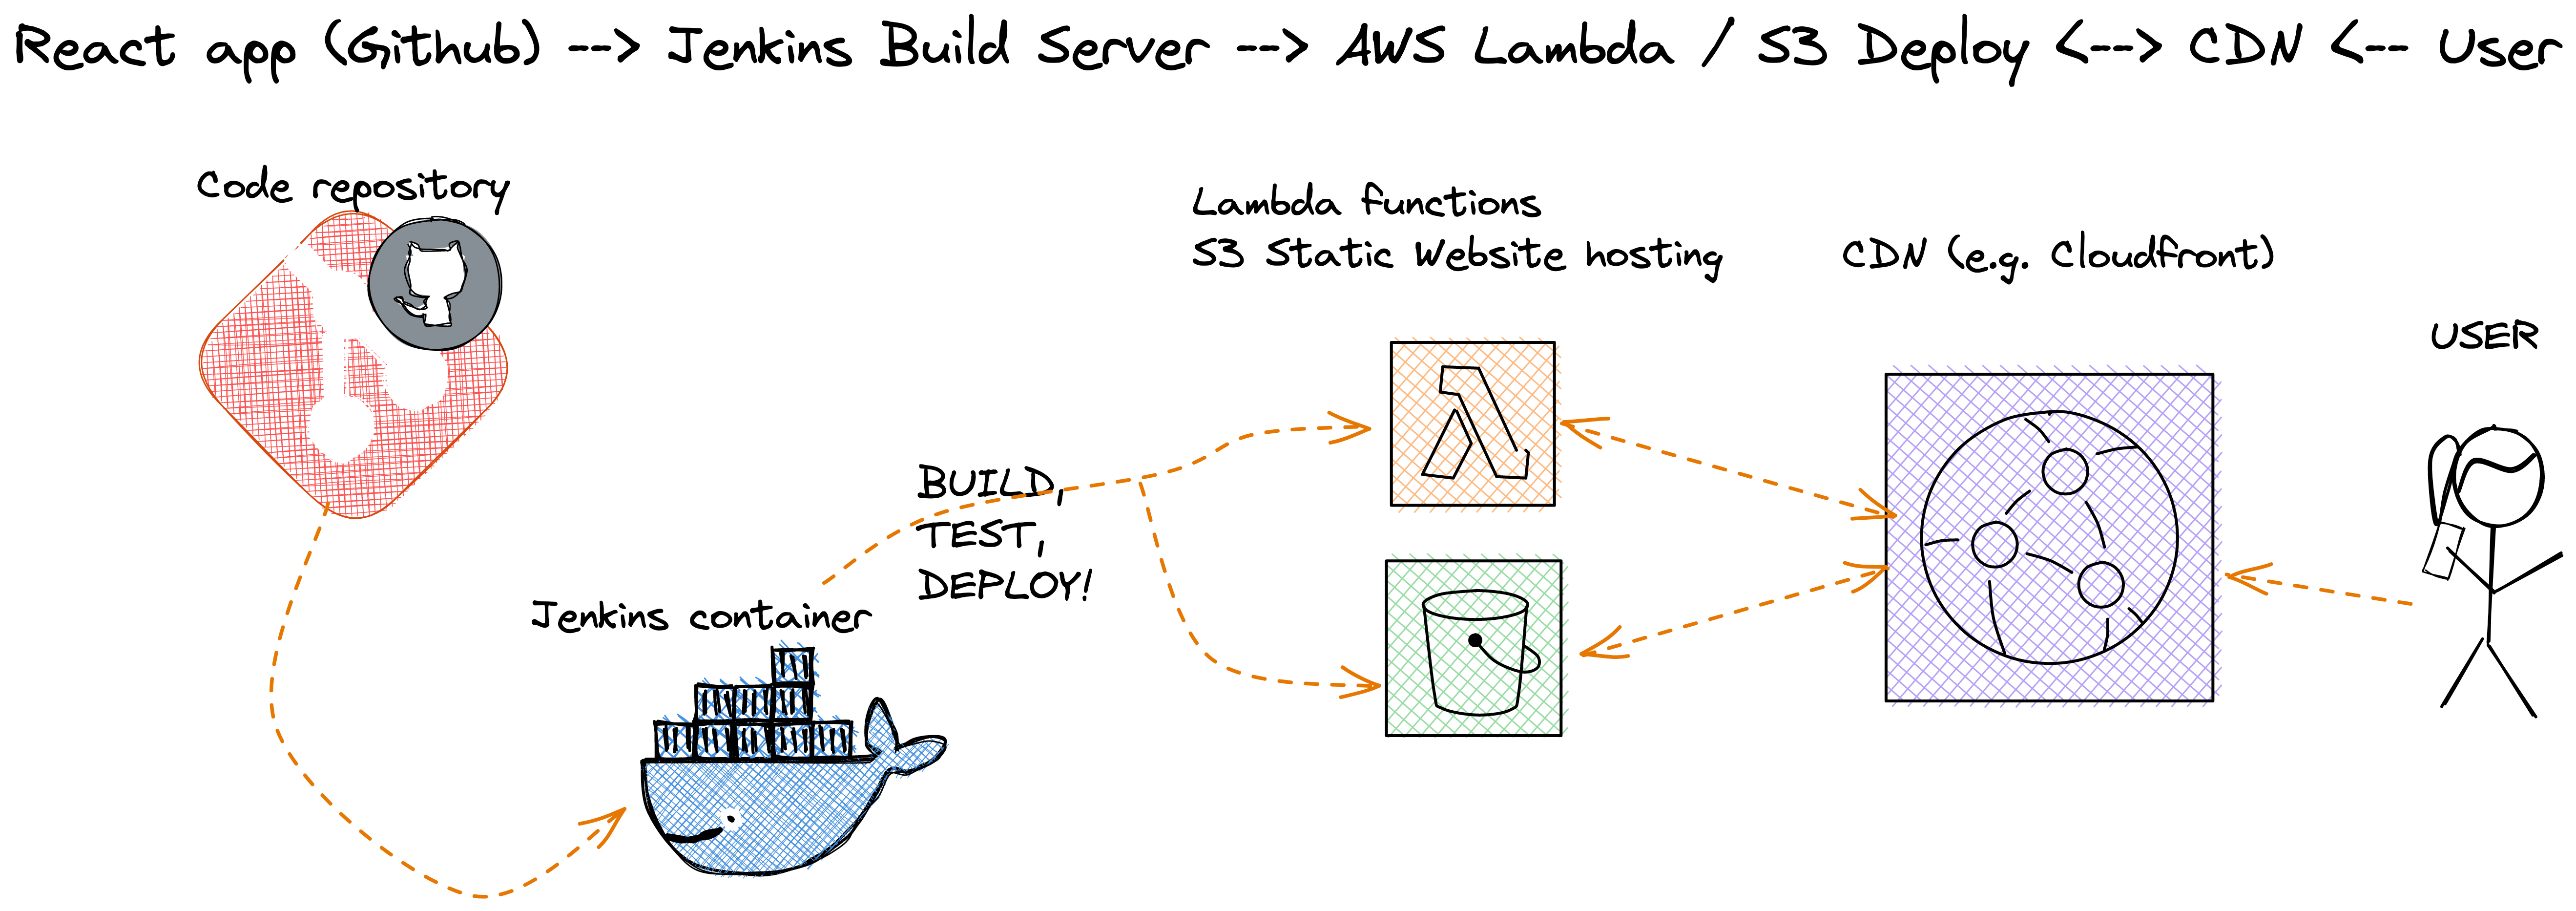 React app (Github) --> Jenkins Build Server --> AWS Lambda / S3 Deploy <--> CDN <-- User
Code repository
Lambda functions
S3 Static Website hosting
CDN (e.g. Cloudfront)
USER
BUILD,
TEST,
DEPLOY!
Jenkins container